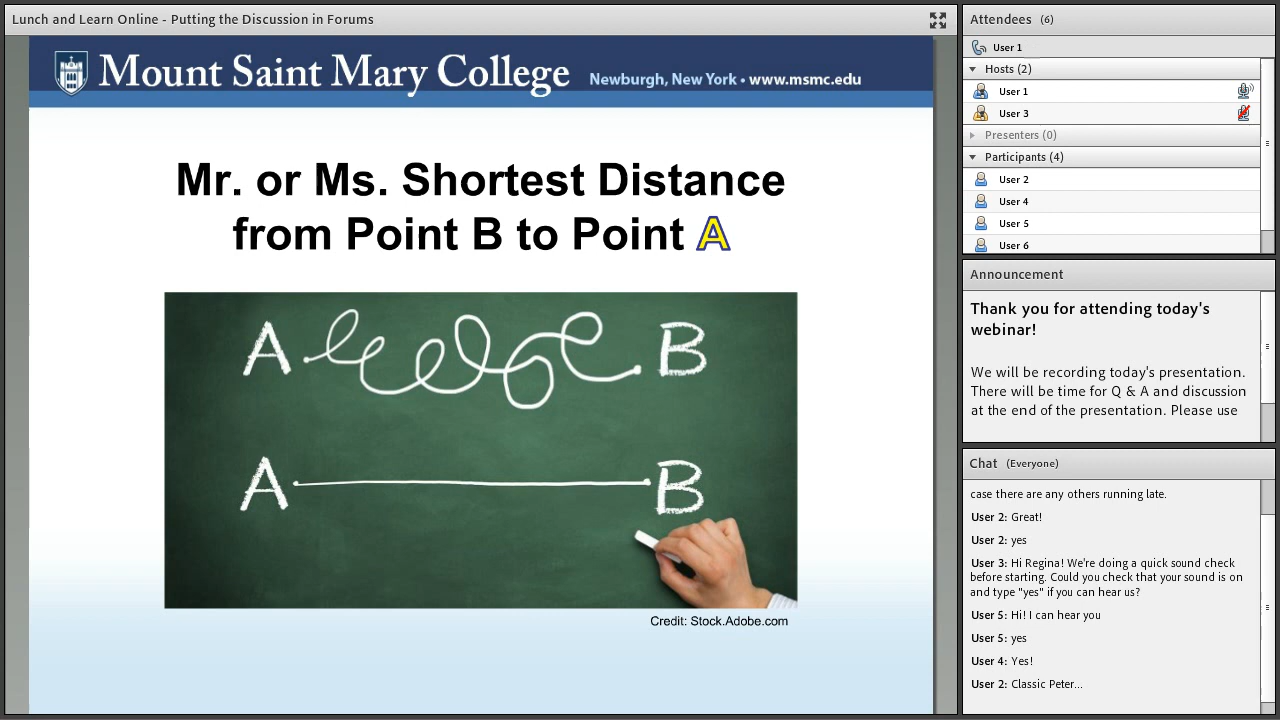 Lunch and Learn Online - Putting the Discussion in Forums
Mount Saint Mary College
Newburgh, New York • www.msmc.edu
Mr. or Ms. Shortest Distance
from Point B to Point A
A B
A B
Credit: Stock.Adobe.com
Attendees (6)
User 1
Hosts (2)
User 1
User 3
Presenters (0)
Participants (4)
User 2
User 4
User 5
User 6
Announcement
Thank you for attending today's
webinar!
We will be recording today's presentation.
There will be time for Q & A and discussion
at the end of the presentation. Please use
Chat (Everyone)
case there are any others running late.
User 2: Great!
User 2: yes
User 3: Hi Regina! We're doing a quick sound check
before starting. Could you check that your sound is on
and type "yes" if you can hear us?
User 5: Hi! I can hear you
User 5: yes
User 4: Yes!
User 2: Classic Peter...